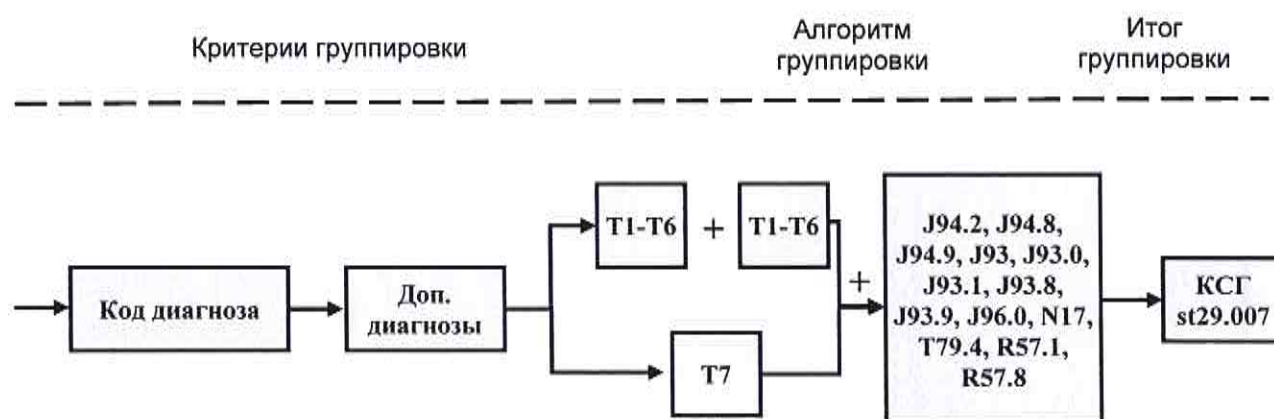 Критерии группировки
Алгоритм
группировки
Итог
группировки
Код диагноза
Доп.
диагнозы
T1-T6
+
T1-T6
T7
+
J94.2, J94.8,
J94.9, J93, J93.0,
J93.1, J93.8,
J93.9, J96.0, N17,
T79.4, R57.1,
R57.8
КСГ
st29.007